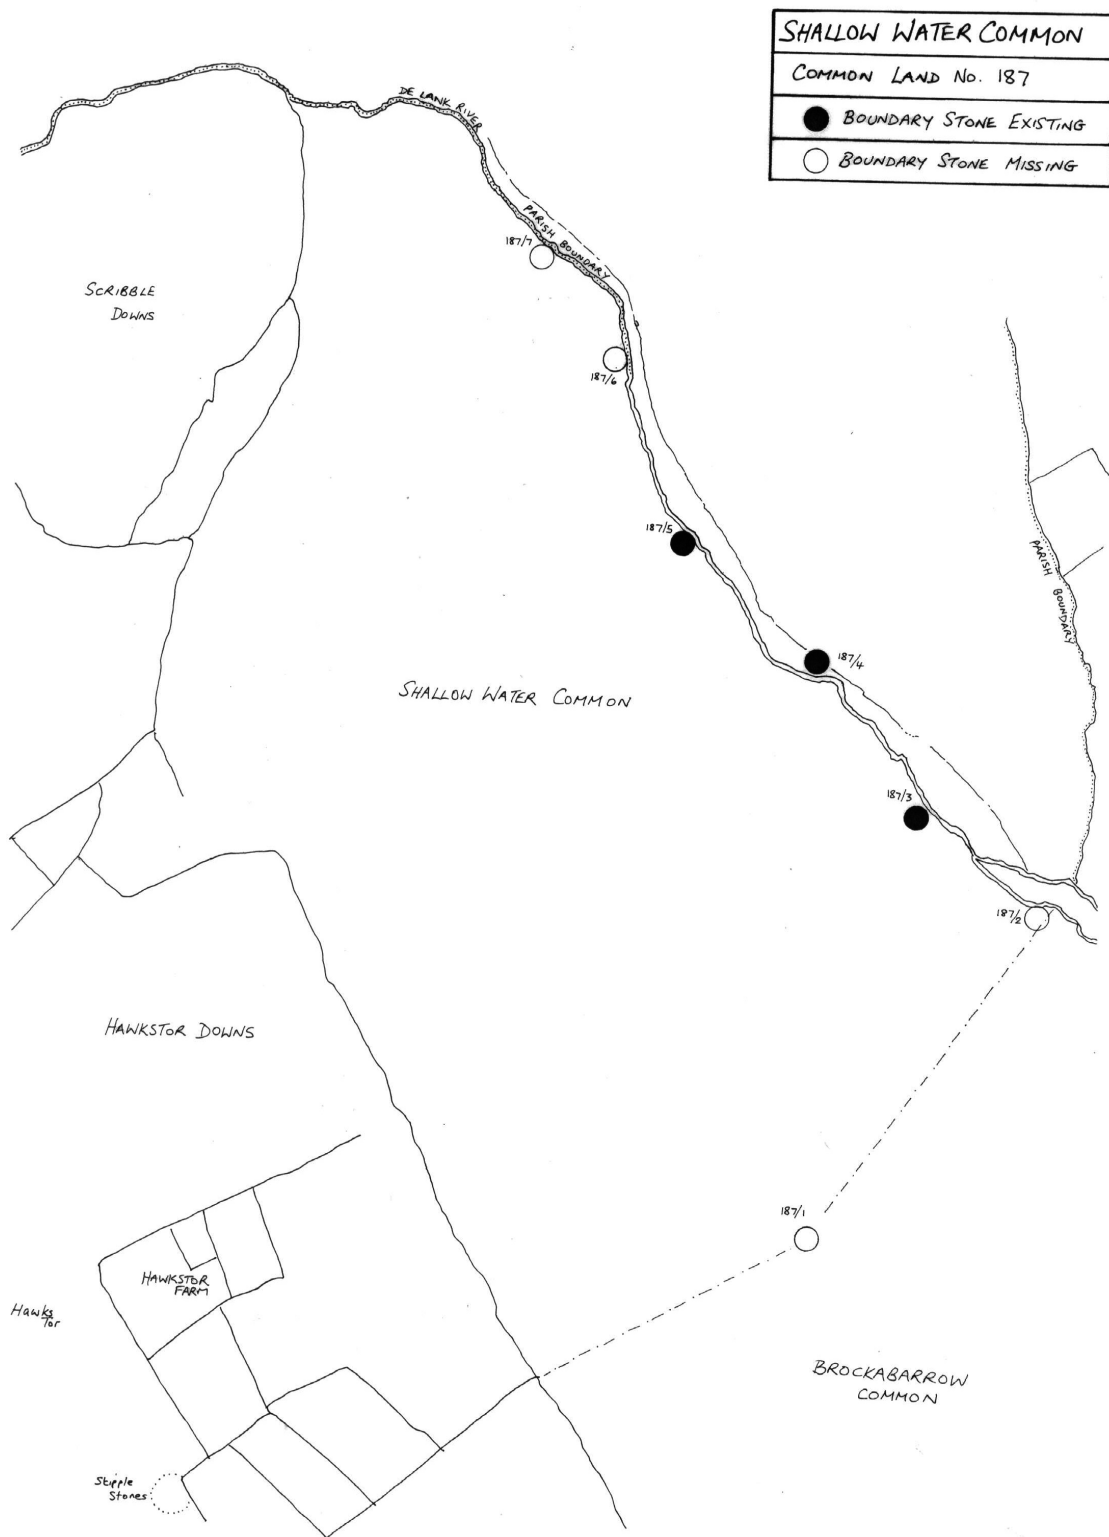 SHALLOW WATER COMMON
COMMON LAND No. 187
BOUNDARY STONE EXISTING
BOUNDARY STONE MISSING
DE LANK RIVER
PARISH BOUNDARY
187/7
SCRIBBLE
DOWNS
187/6
187/5
PARISH BOUNDARY
187/4
SHALLOW WATER COMMON
187/3
187/2
HAWKSTOR DOWNS
187/1
HAWKSTOR
FARM
Hawks
Tor
BROCKABARROW
COMMON
Stripple
Stones